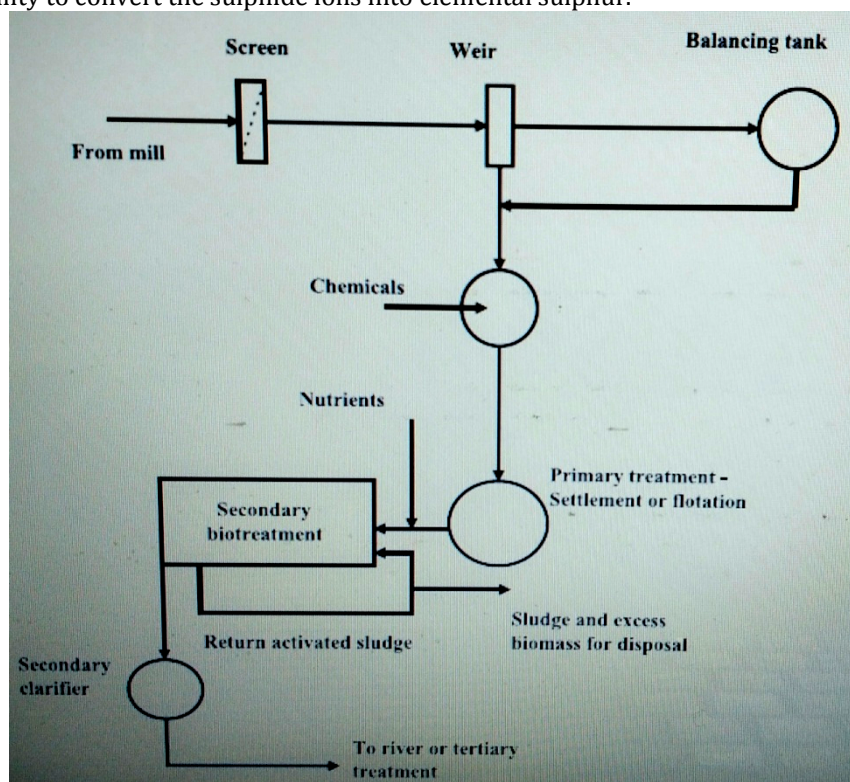 nity to convert the sulphide ions into elemental sulphur.
Screen
Weir
Balancing tank
From mill
Chemicals
Nutrients
Primary treatment –
Settlement or flotation
Secondary
biotreatment
Sludge and excess
biomass for disposal
Return activated sludge
Secondary
clarifier
To river or tertiary
treatment